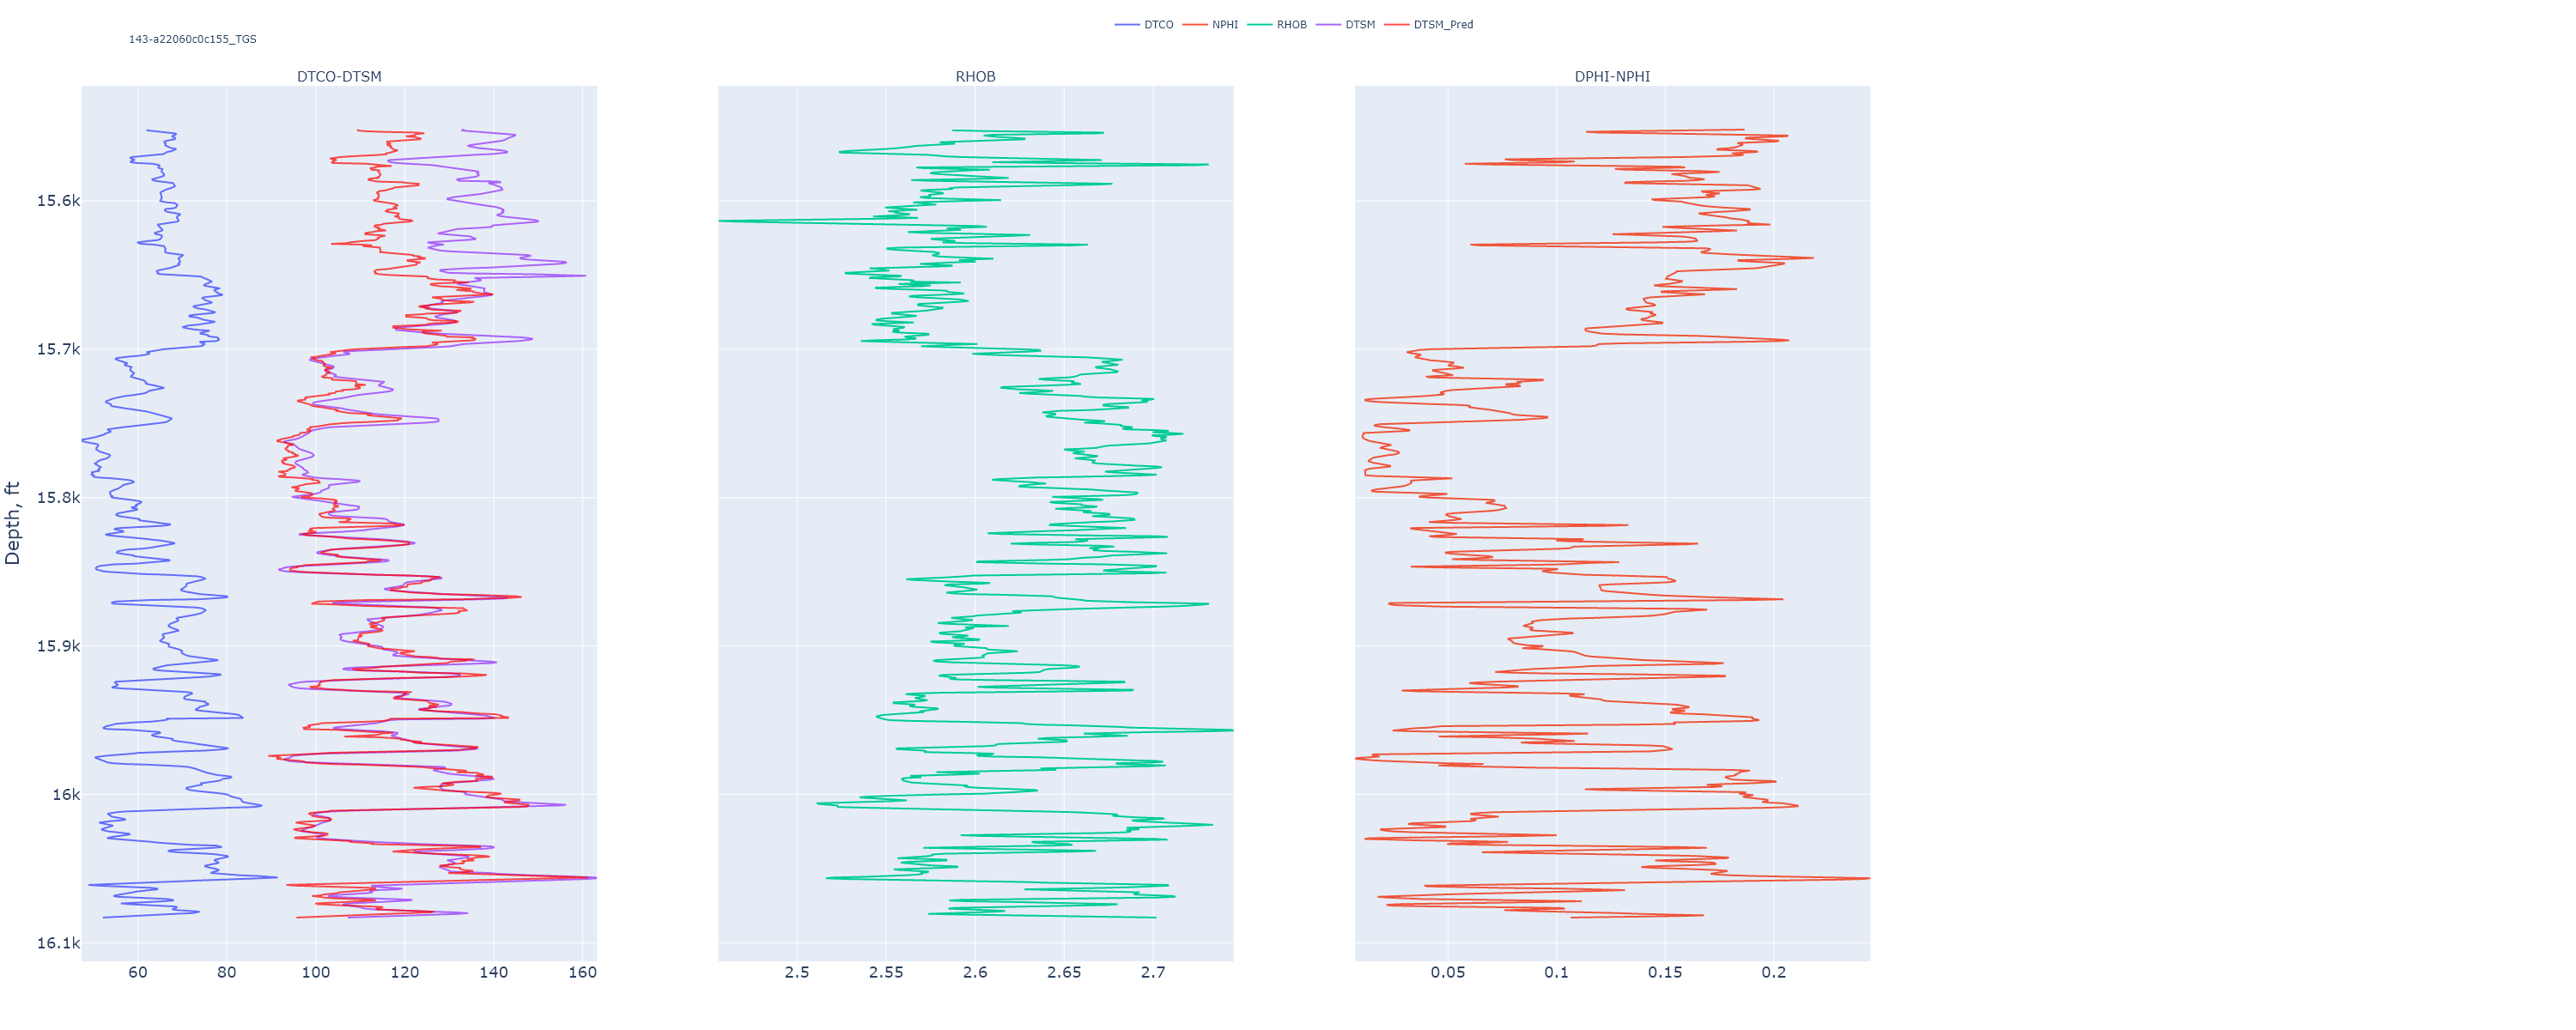 DTCO NPHI RHOB DTSM DTSM_Pred
143-a22060c0c155_TGS
DTCO-DTSM RHOB DPHI-NPHI
15.6k
15.7k
15.8k
Depth, ft
15.9k
16k
16.1k
60 80 100 120 140 160 2.5 2.55 2.6 2.65 2.7 0.05 0.1 0.15 0.2